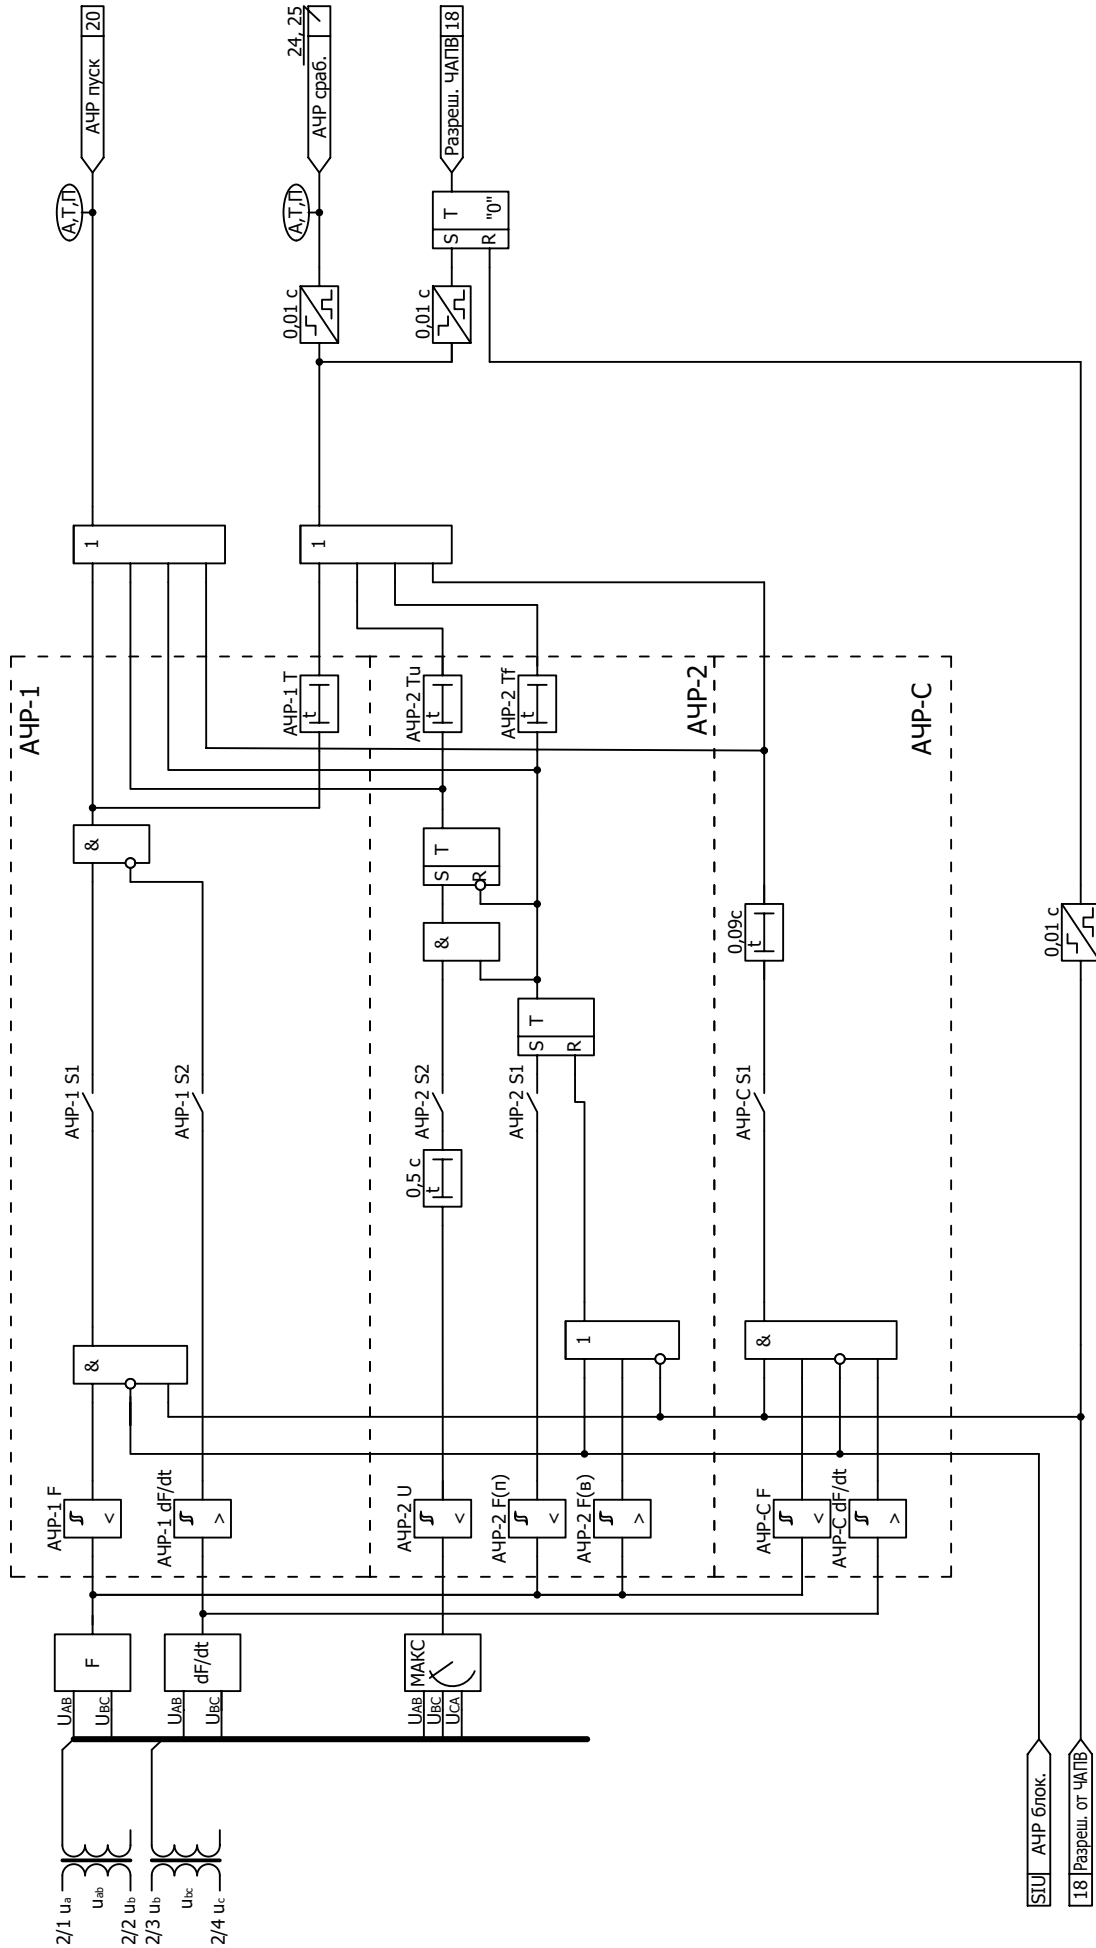 2/1 ua
uab
2/2 ub
2/3 ub
ubc
2/4 uc
UAB
UBC
F
UAB
UBC
dF/dt
UAB
UBC
UCA
МАКС
АЧР-1 F
<
АЧР-1 dF/dt
>
&
АЧР-1 S1
АЧР-1 S2
&
АЧР-1
АЧР-1 T
t
АЧР-2 U
<
АЧР-2 F(п)
<
АЧР-2 F(в)
>
1
0,5 с
t
АЧР-2 S2
АЧР-2 S1
S T
R
&
S T
R
АЧР-2 Tu
t
АЧР-2 Tf
t
АЧР-2
АЧР-С F
<
АЧР-С dF/dt
>
&
АЧР-С S1
0,09с
t
АЧР-С
1
1
0,01 с
0,01 с
S T
R "0"
А,Т,П
АЧР пуск 20
А,Т,П
АЧР сраб.
24, 25
Разреш. ЧАПВ 18
SIU АЧР блок.
18 Разреш. от ЧАПВ
0,01 с